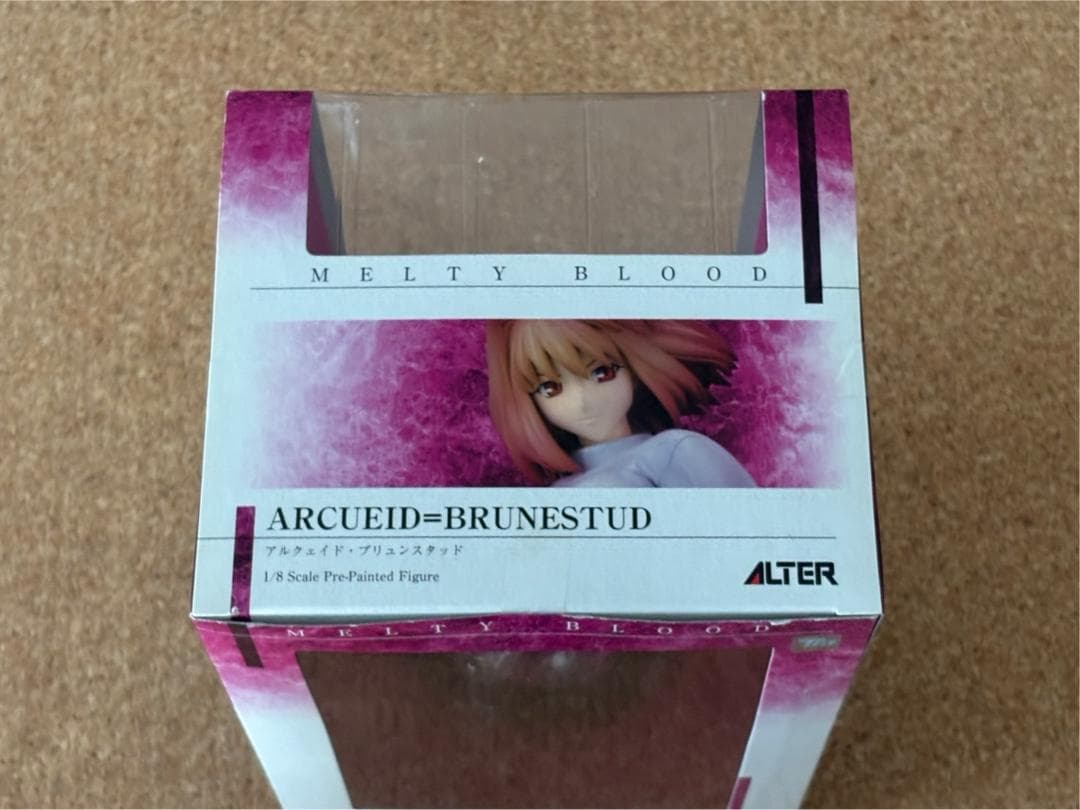 MELTY BLOOD
ARCUEID=BRUNESTUD
アルクェイド・ブリュンスタッド
1/8 Scale Pre-Painted Figure
ALTER
MELTY BLOOD